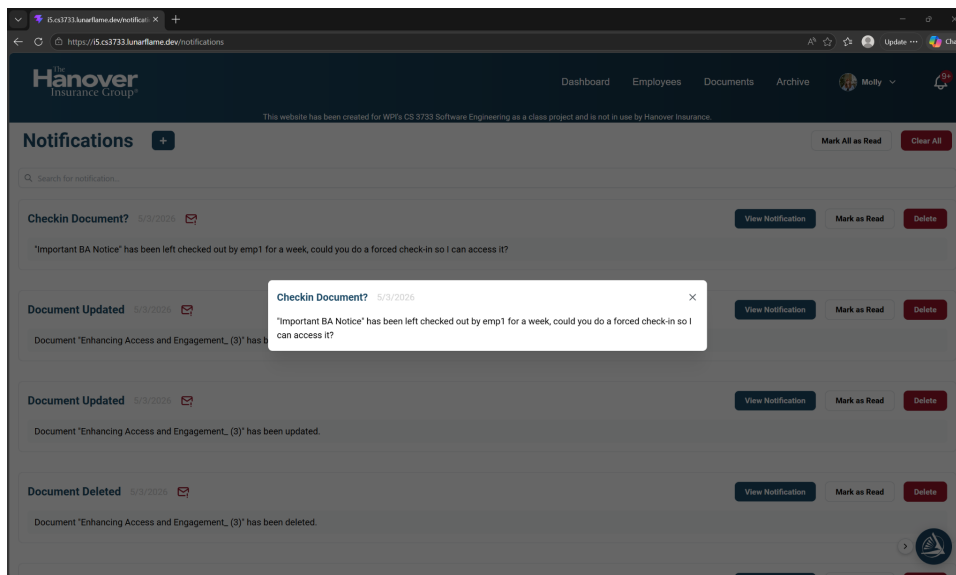 i5.cs3733.lunarflame.dev/notificati
https://i5.cs3733.lunarflame.dev/notifications
Update
The
Hanover
Insurance Group®
Dashboard Employees Documents Archive Molly 9+
This website has been created for WPI's CS 3733 Software Engineering as a class project and is not in use by Hanover Insurance.
Notifications + Mark All as Read Clear All
Search for notification...
Checkin Document? 5/3/2026 View Notification Mark as Read Delete
"Important BA Notice" has been left checked out by emp1 for a week, could you do a forced check-in so I can access it?
Checkin Document? 5/3/2026
"Important BA Notice" has been left checked out by emp1 for a week, could you do a forced check-in so I
can access it?
Document Updated 5/3/2026 View Notification Mark as Read Delete
Document "Enhancing Access and Engagement_ (3)" has b
Document Updated 5/3/2026 View Notification Mark as Read Delete
Document "Enhancing Access and Engagement_ (3)" has been updated.
Document Deleted 5/3/2026 View Notification Mark as Read Delete
Document "Enhancing Access and Engagement_ (3)" has been deleted.